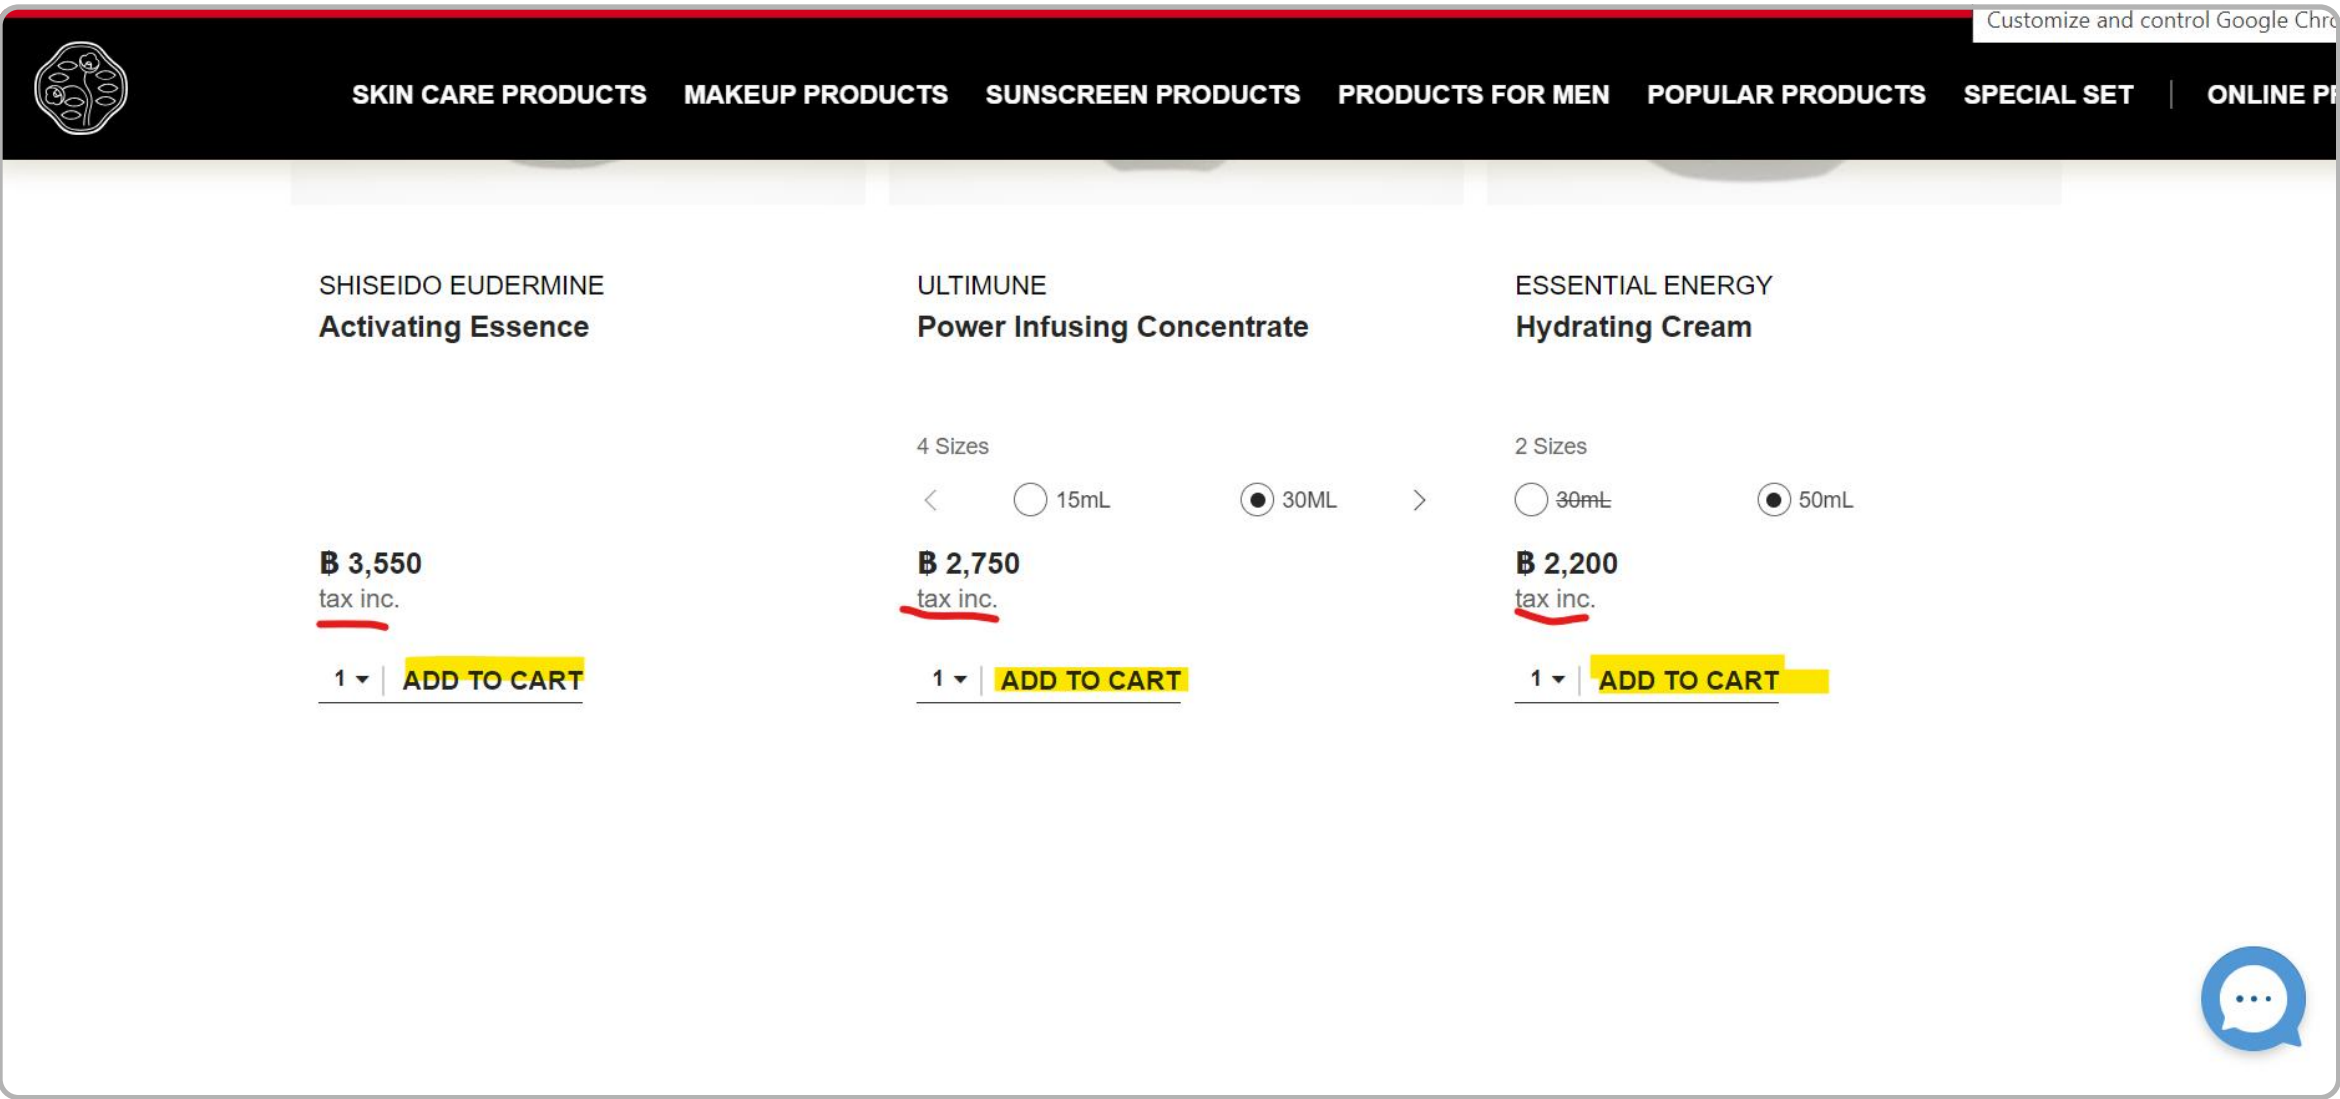 Customize and control Google Chro
SKIN CARE PRODUCTS MAKEUP PRODUCTS SUNSCREEN PRODUCTS PRODUCTS FOR MEN POPULAR PRODUCTS SPECIAL SET ONLINE
SHISEIDO EUDERMINE
Activating Essence
฿ 3,550
tax inc.
1 ADD TO CART
ULTIMUNE
Power Infusing Concentrate
4 Sizes
15mL 30ML
฿ 2,750
tax inc.
1 ADD TO CART
ESSENTIAL ENERGY
Hydrating Cream
2 Sizes
30mL 50mL
฿ 2,200
tax inc.
1 ADD TO CART